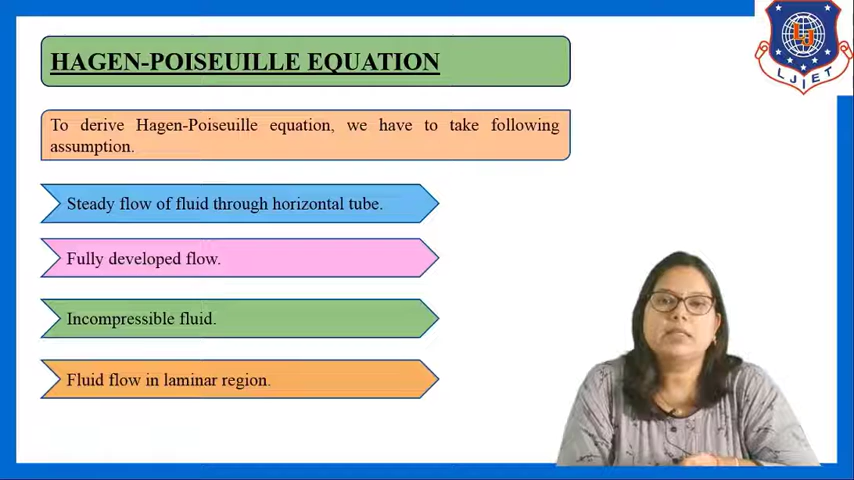 HAGEN-POISEUILLE EQUATION
LJ
LJIET
To derive Hagen-Poiseuille equation, we have to take following
assumption.
Steady flow of fluid through horizontal tube.
Fully developed flow.
Incompressible fluid.
Fluid flow in laminar region.